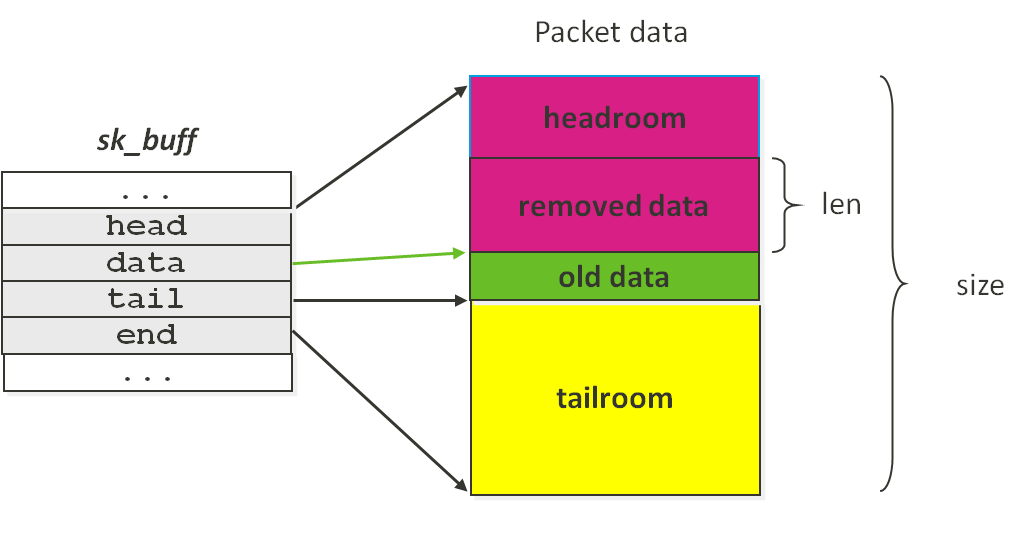 Packet data
sk_buff
...
head
data
tail
end
...
headroom
removed data
old data
tailroom
len
size